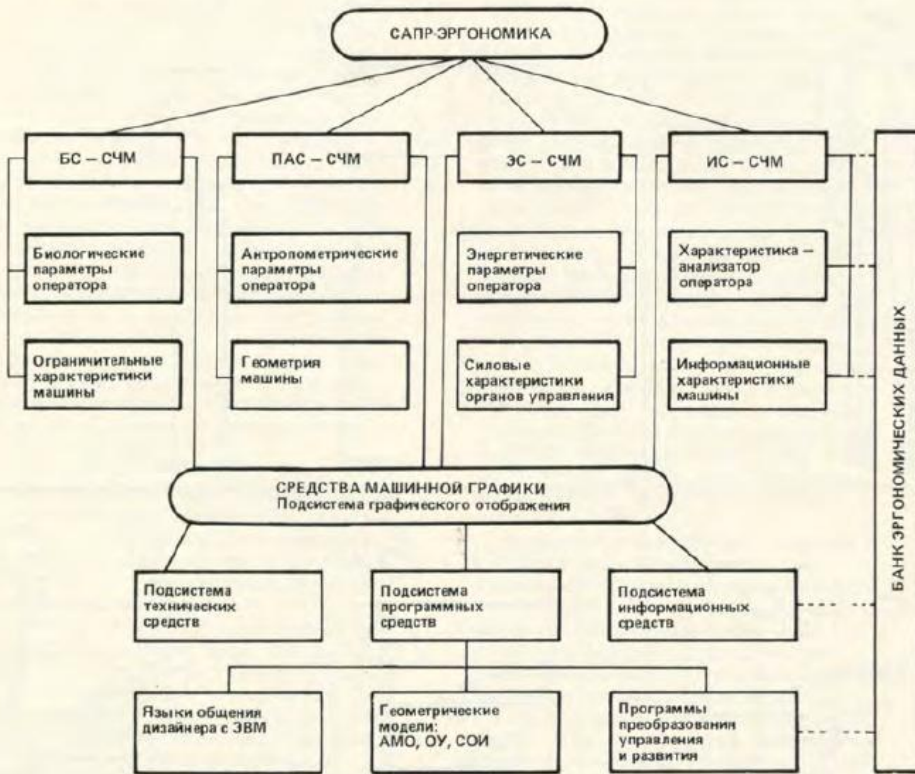 САПР-ЭРГОНОМИКА
БС – СЧМ
ПАС – СЧМ
ЭС – СЧМ
ИС – СЧМ
Биологические
параметры
оператора
Антропометрические
параметры
оператора
Энергетические
параметры
оператора
Характеристика –
анализатор
оператора
Ограничительные
характеристики
машины
Геометрия
машины
Силовые
характеристики
органов управления
Информационные
характеристики
машины
БАНК ЭРГОНОМИЧЕСКИХ ДАННЫХ
СРЕДСТВА МАШИННОЙ ГРАФИКИ
Подсистема графического отображения
Подсистема
технических
средств
Подсистема
программных
средств
Подсистема
информационных
средств
Языки общения
дизайнера с ЭВМ
Геометрические
модели:
АМО, ОУ, СОИ
Программы
преобразования
управления
и развития